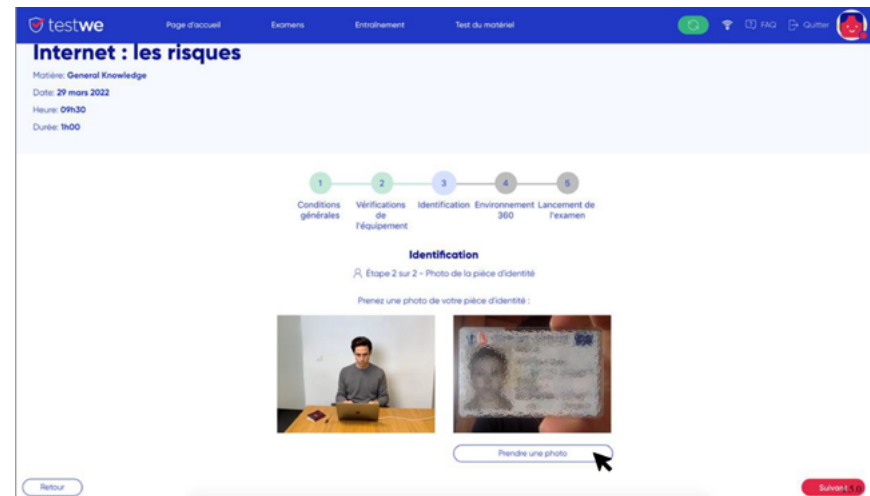 testwe Page d'accueil Examens Entraînement Test du matériel FAQ Quitter
Internet : les risques
Matière: General Knowledge
Date: 29 mars 2022
Heure: 09h30
Durée: 1h00
1 2 3 4 5
Conditions générales
Vérifications de l'équipement
Identification
Environnement 360
Lancement de l'examen
Identification
Étape 2 sur 2 - Photo de la pièce d'identité
Prenez une photo de votre pièce d'identité :
Prendre une photo
Retour Suivant